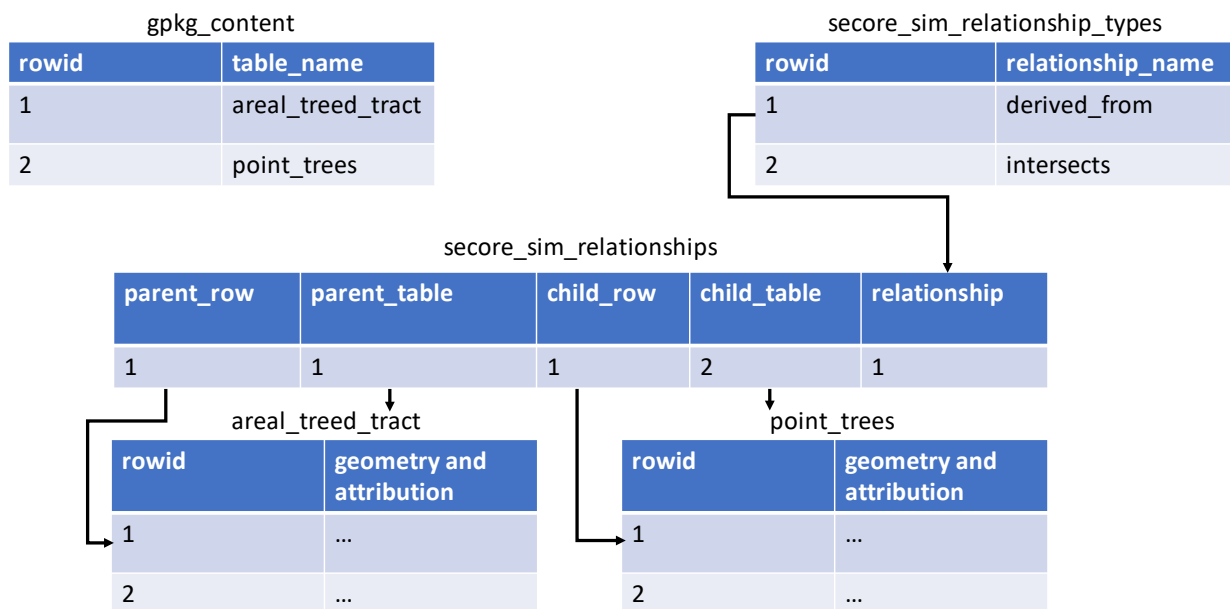 gpkg_content
rowid table_name
1 areal_treed_tract
2 point_trees
secore_sim_relationship_types
rowid relationship_name
1 derived_from
2 intersects
secore_sim_relationships
parent_row parent_table child_row child_table relationship
1 1 1 2 1
areal_treed_tract
rowid geometry and
attribution
1 ...
2 ...
point_trees
rowid geometry and
attribution
1 ...
2 ...